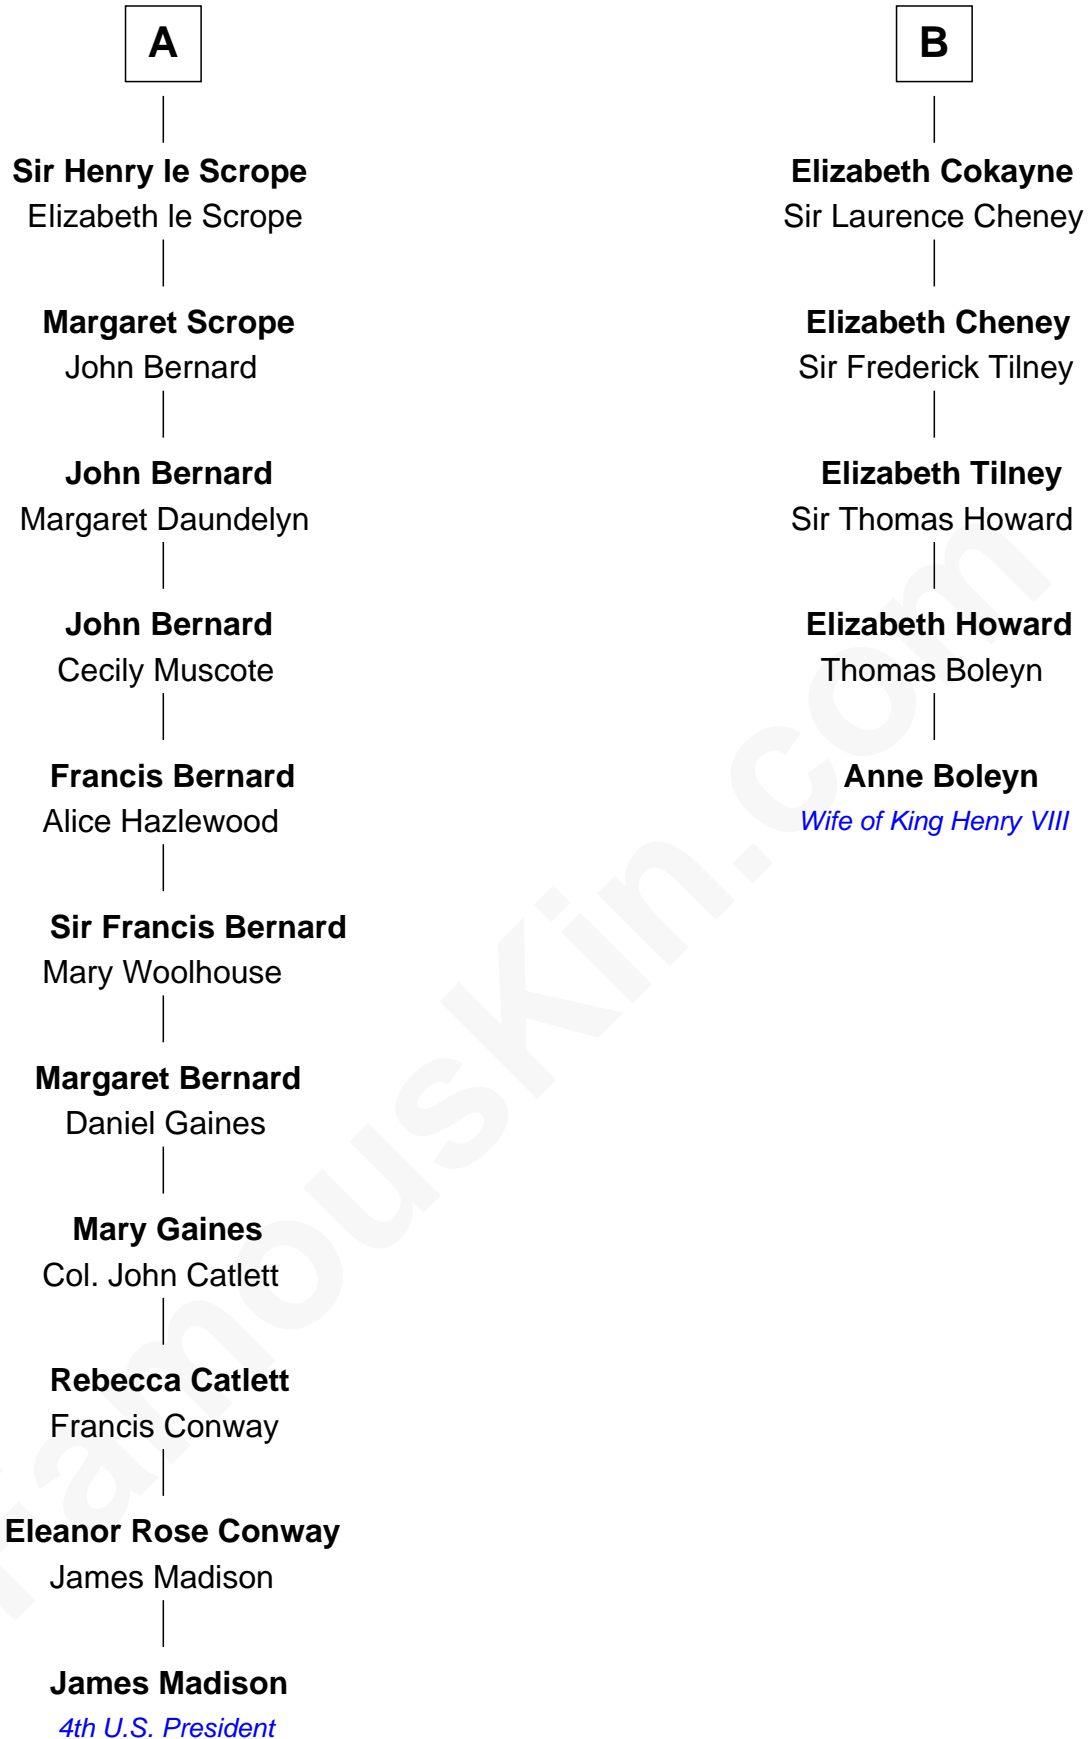 A
Sir Henry le Scrope
Elizabeth le Scrope
Margaret Scrope
John Bernard
John Bernard
Margaret Daundelyn
John Bernard
Cecily Muscote
Francis Bernard
Alice Hazlewood
Sir Francis Bernard
Mary Woolhouse
Margaret Bernard
Daniel Gaines
Mary Gaines
Col. John Catlett
Rebecca Catlett
Francis Conway
Eleanor Rose Conway
James Madison
James Madison
4th U.S. President
B
Elizabeth Cokayne
Sir Laurence Cheney
Elizabeth Cheney
Sir Frederick Tilney
Elizabeth Tilney
Sir Thomas Howard
Elizabeth Howard
Thomas Boleyn
Anne Boleyn
Wife of King Henry VIII
FamousKin.com